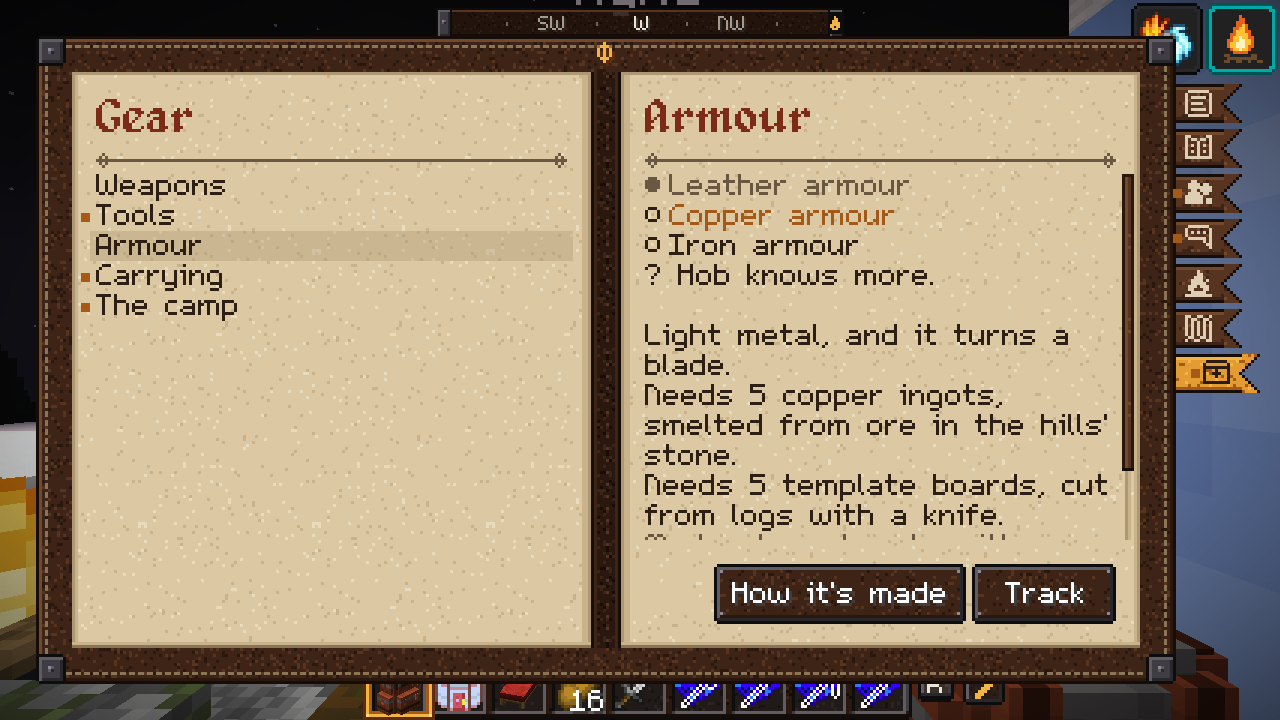 SW W NW
Gear
Weapons
Tools
Armour
Carrying
The camp
Armour
Leather armour
Copper armour
Iron armour
? Hob knows more.
Light metal, and it turns a
blade.
Needs 5 copper ingots,
smelted from ore in the hills'
stone.
Needs 5 template boards, cut
from logs with a knife.
How it's made
Track
16